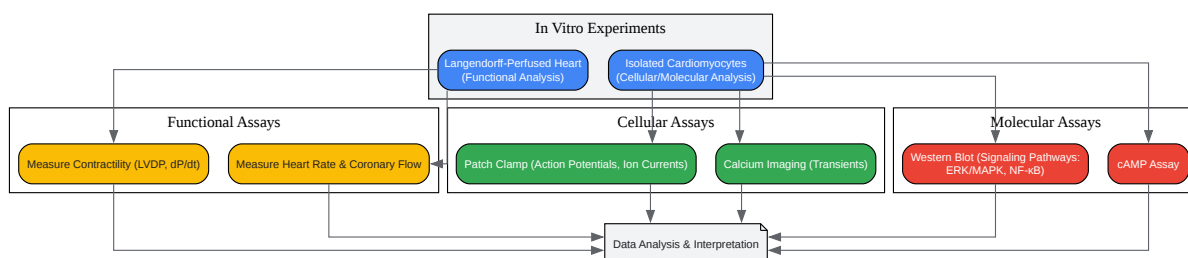 In Vitro Experiments
Langendorff-Perfused Heart
(Functional Analysis)
Isolated Cardiomyocytes
(Cellular/Molecular Analysis)
Functional Assays
Cellular Assays
Molecular Assays
Measure Contractility (LVDP, dP/dt)
Measure Heart Rate & Coronary Flow
Patch Clamp (Action Potentials, Ion Currents)
Calcium Imaging (Transients)
Western Blot (Signaling Pathways:
ERK/MAPK, NF-κB)
cAMP Assay
Data Analysis & Interpretation